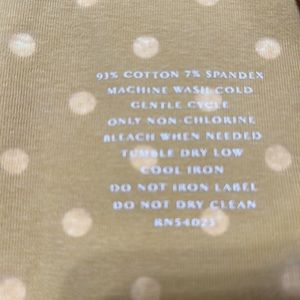 93% COTTON 7% SPANDEX
MACHINE WASH COLD
GENTLE CYCLE
ONLY NON-CHLORINE
BLEACH WHEN NEEDED
TUMBLE DRY LOW
COOL IRON
DO NOT IRON LABEL
DO NOT DRY CLEAN
RN54023